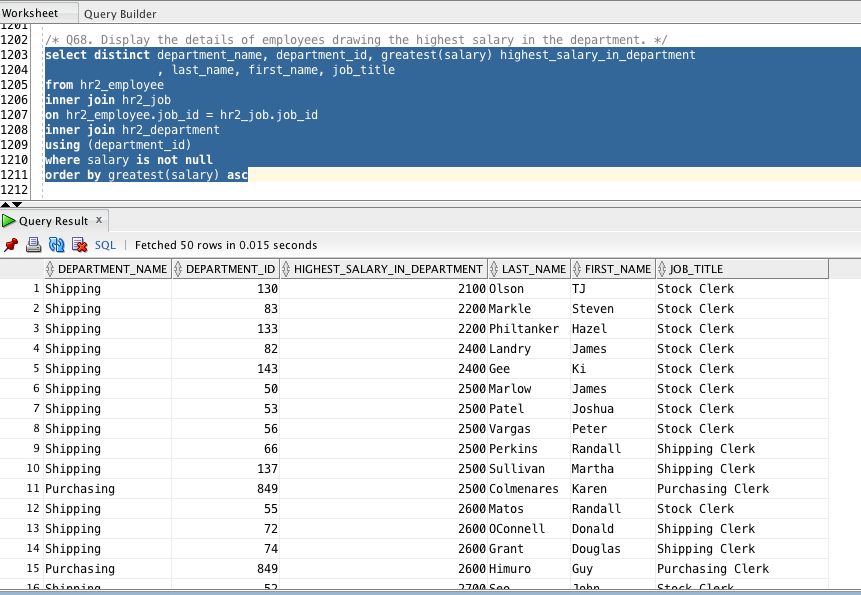 Worksheet Query Builder
1201
1202 /* Q68. Display the details of employees drawing the highest salary in the department. */
1203 select distinct department_name, department_id, greatest(salary) highest_salary_in_department
1204 , last_name, first_name, job_title
1205 from hr2_employee
1206 inner join hr2_job
1207 on hr2_employee.job_id = hr2_job.job_id
1208 inner join hr2_department
1209 using (department_id)
1210 where salary is not null
1211 order by greatest(salary) asc
1212
Query Result x
SQL | Fetched 50 rows in 0.015 seconds
DEPARTMENT_NAME DEPARTMENT_ID HIGHEST_SALARY_IN_DEPARTMENT LAST_NAME FIRST_NAME JOB_TITLE
1 Shipping 130 2100 Olson TJ Stock Clerk
2 Shipping 83 2200 Markle Steven Stock Clerk
3 Shipping 133 2200 Philtanker Hazel Stock Clerk
4 Shipping 82 2400 Landry James Stock Clerk
5 Shipping 143 2400 Gee Ki Stock Clerk
6 Shipping 50 2500 Marlow James Stock Clerk
7 Shipping 53 2500 Patel Joshua Stock Clerk
8 Shipping 56 2500 Vargas Peter Stock Clerk
9 Shipping 66 2500 Perkins Randall Shipping Clerk
10 Shipping 137 2500 Sullivan Martha Shipping Clerk
11 Purchasing 849 2500 Colmenares Karen Purchasing Clerk
12 Shipping 55 2600 Matos Randall Stock Clerk
13 Shipping 72 2600 OConnell Donald Shipping Clerk
14 Shipping 74 2600 Grant Douglas Shipping Clerk
15 Purchasing 849 2600 Himuro Guy Purchasing Clerk
16 Shipping 52 2700 Seo John Stock Clerk